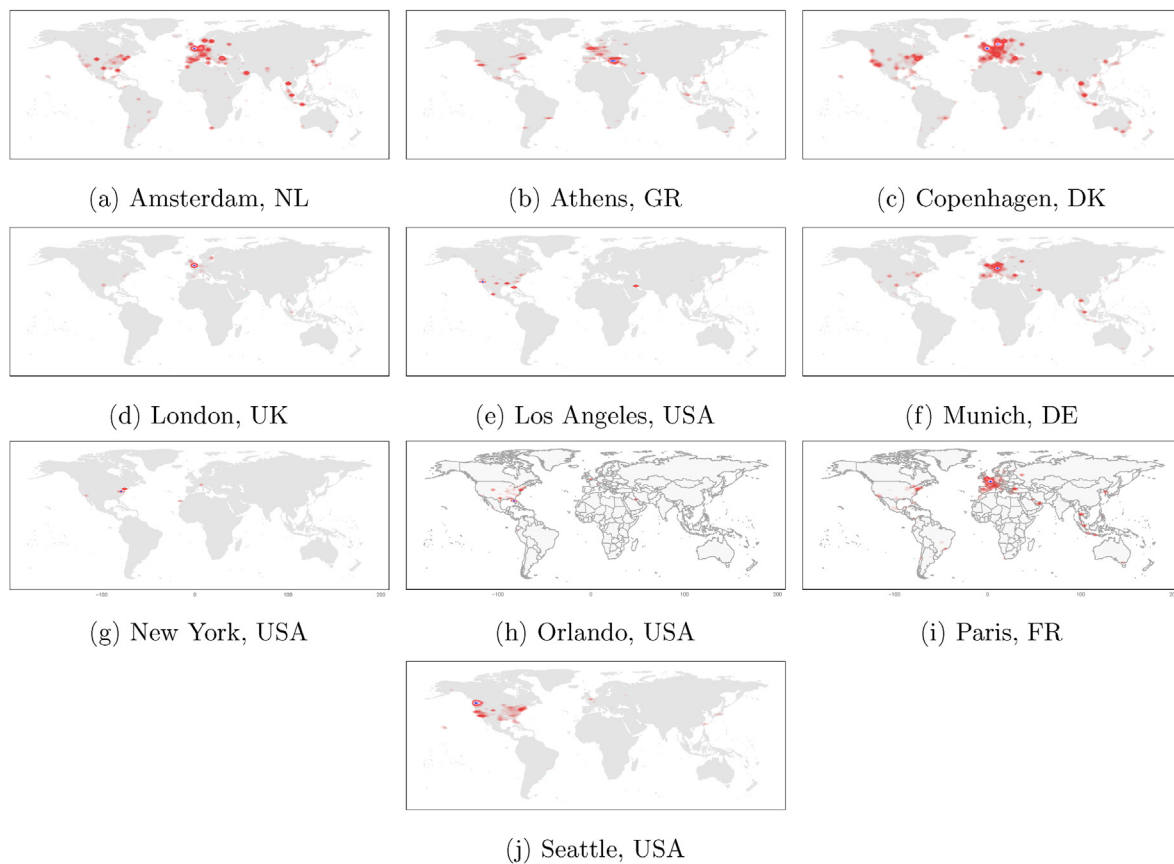 (a) Amsterdam, NL
(b) Athens, GR
(c) Copenhagen, DK
(d) London, UK
(e) Los Angeles, USA
(f) Munich, DE
−100 0 100 200
−100 0 100 200
−100 0 100 200
(g) New York, USA
(h) Orlando, USA
(i) Paris, FR
(j) Seattle, USA